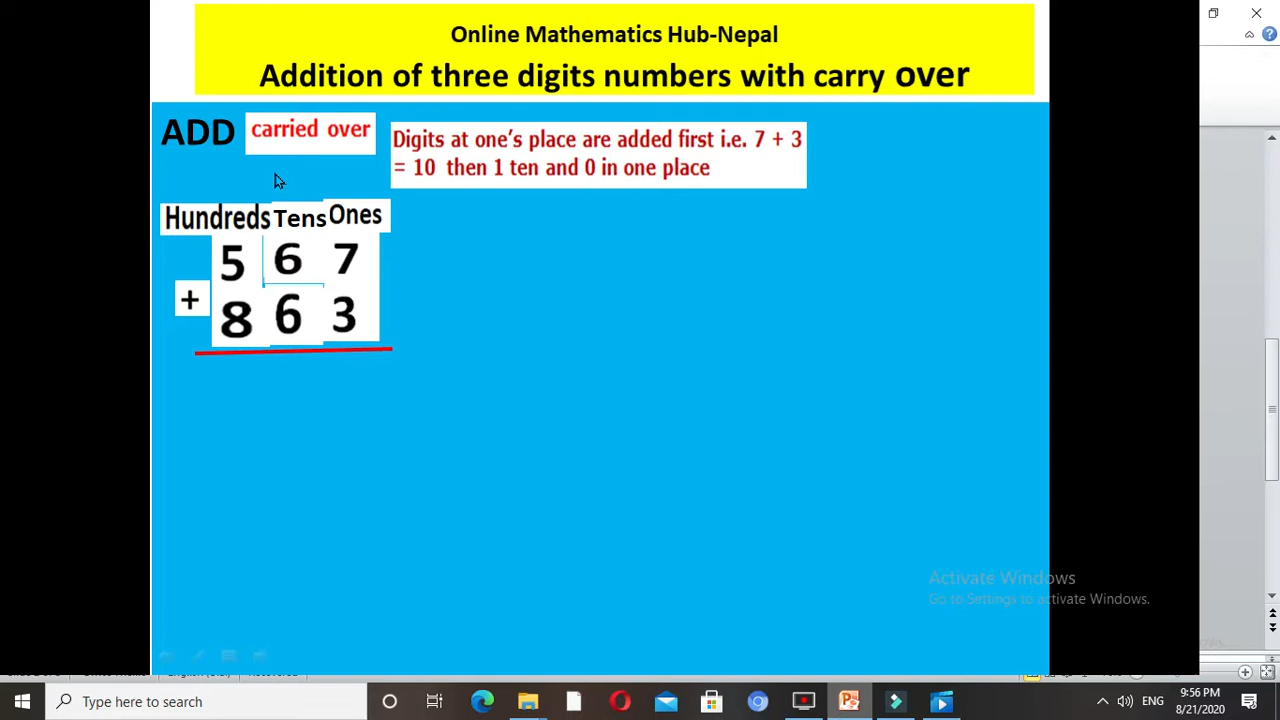 Online Mathematics Hub-Nepal
Addition of three digits numbers with carry over
ADD carried over
Digits at one's place are added first i.e. 7 + 3
= 10 then 1 ten and 0 in one place
Hundreds Tens Ones
5 6 7
+ 8 6 3
Activate Windows
Go to Settings to activate Windows.
Type here to search
ENG
9:56 PM
8/21/2020